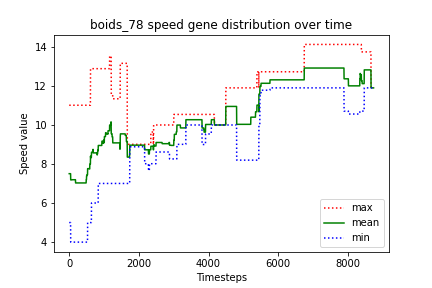 boids_78 speed gene distribution over time
Speed value
14
12
10
8
6
4
0
2000
4000
6000
8000
Timesteps
max
mean
min